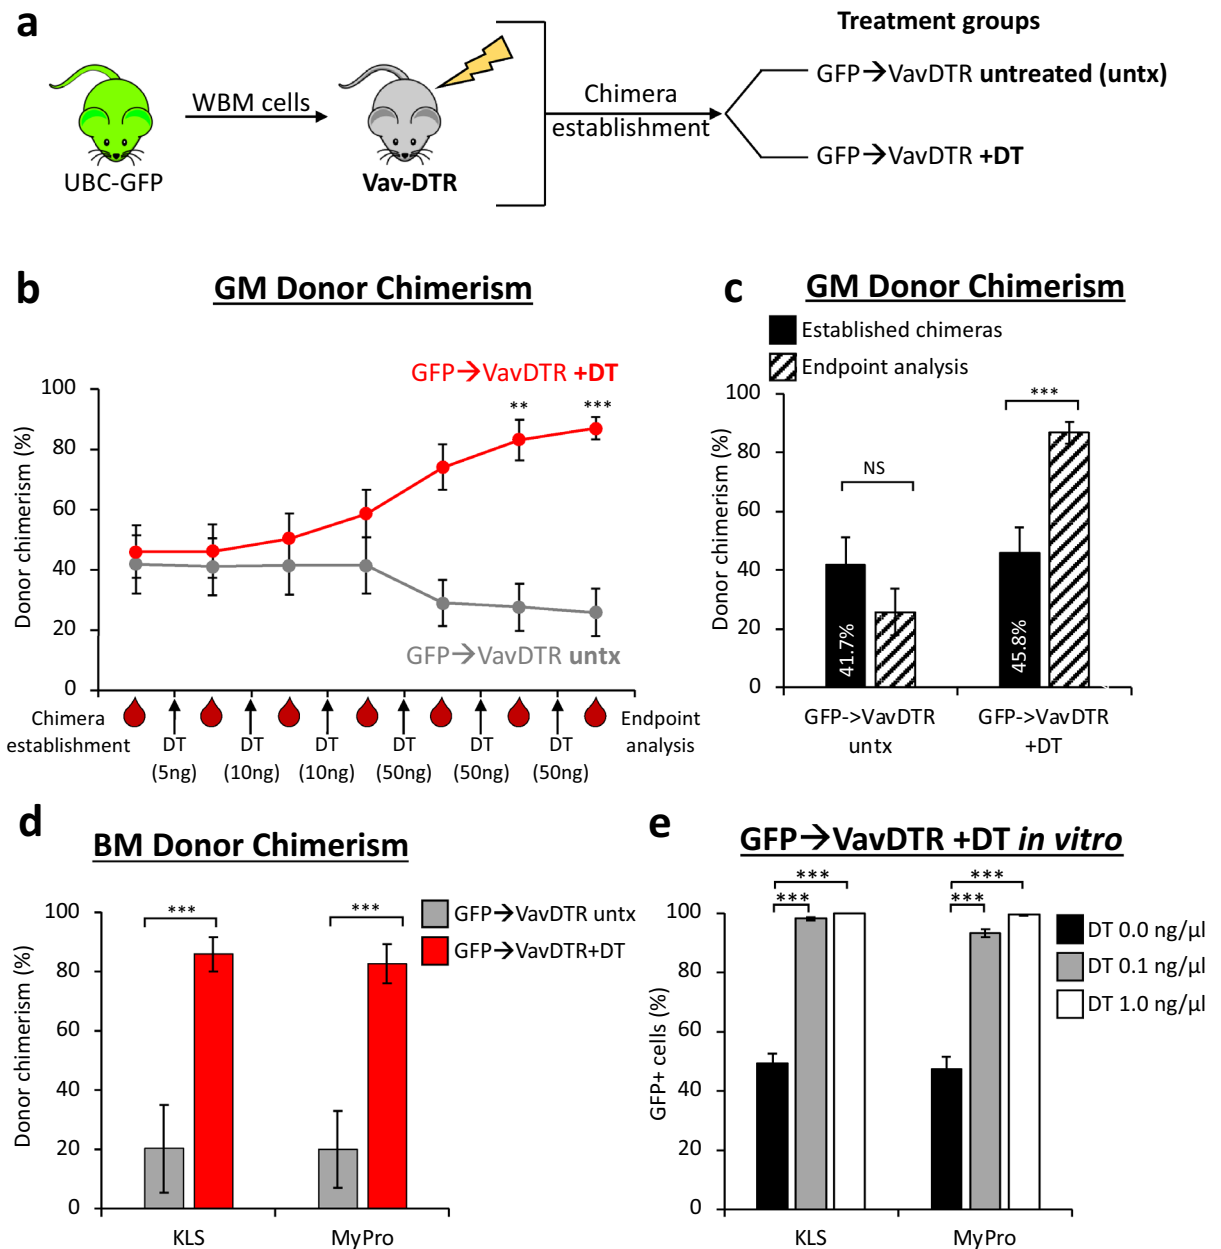 a
Treatment groups
UBC-GFP
WBM cells
Vav-DTR
Chimera
establishment
GFP→VavDTR untreated (untx)
GFP→VavDTR +DT
b
GM Donor Chimerism
GFP→VavDTR +DT
** ***
100
80
60
40
20
0
Donor chimerism (%)
GFP→VavDTR untx
Chimera
establishment
DT DT DT DT DT DT
(5ng) (10ng) (10ng) (50ng) (50ng) (50ng)
Endpoint
analysis
c
GM Donor Chimerism
Established chimeras
Endpoint analysis
100
80
60
40
20
0
Donor chimerism (%)
NS
***
41.7%
45.8%
GFP->VavDTR
untx
GFP->VavDTR
+DT
d
BM Donor Chimerism
GFP→VavDTR untx
GFP→VavDTR+DT
100
80
60
40
20
0
Donor chimerism (%)
*** ***
KLS MyPro
e
GFP→VavDTR +DT in vitro
*** ***
*** ***
100
80
60
40
20
0
GFP+ cells (%)
DT 0.0 ng/µl
DT 0.1 ng/µl
DT 1.0 ng/µl
KLS MyPro